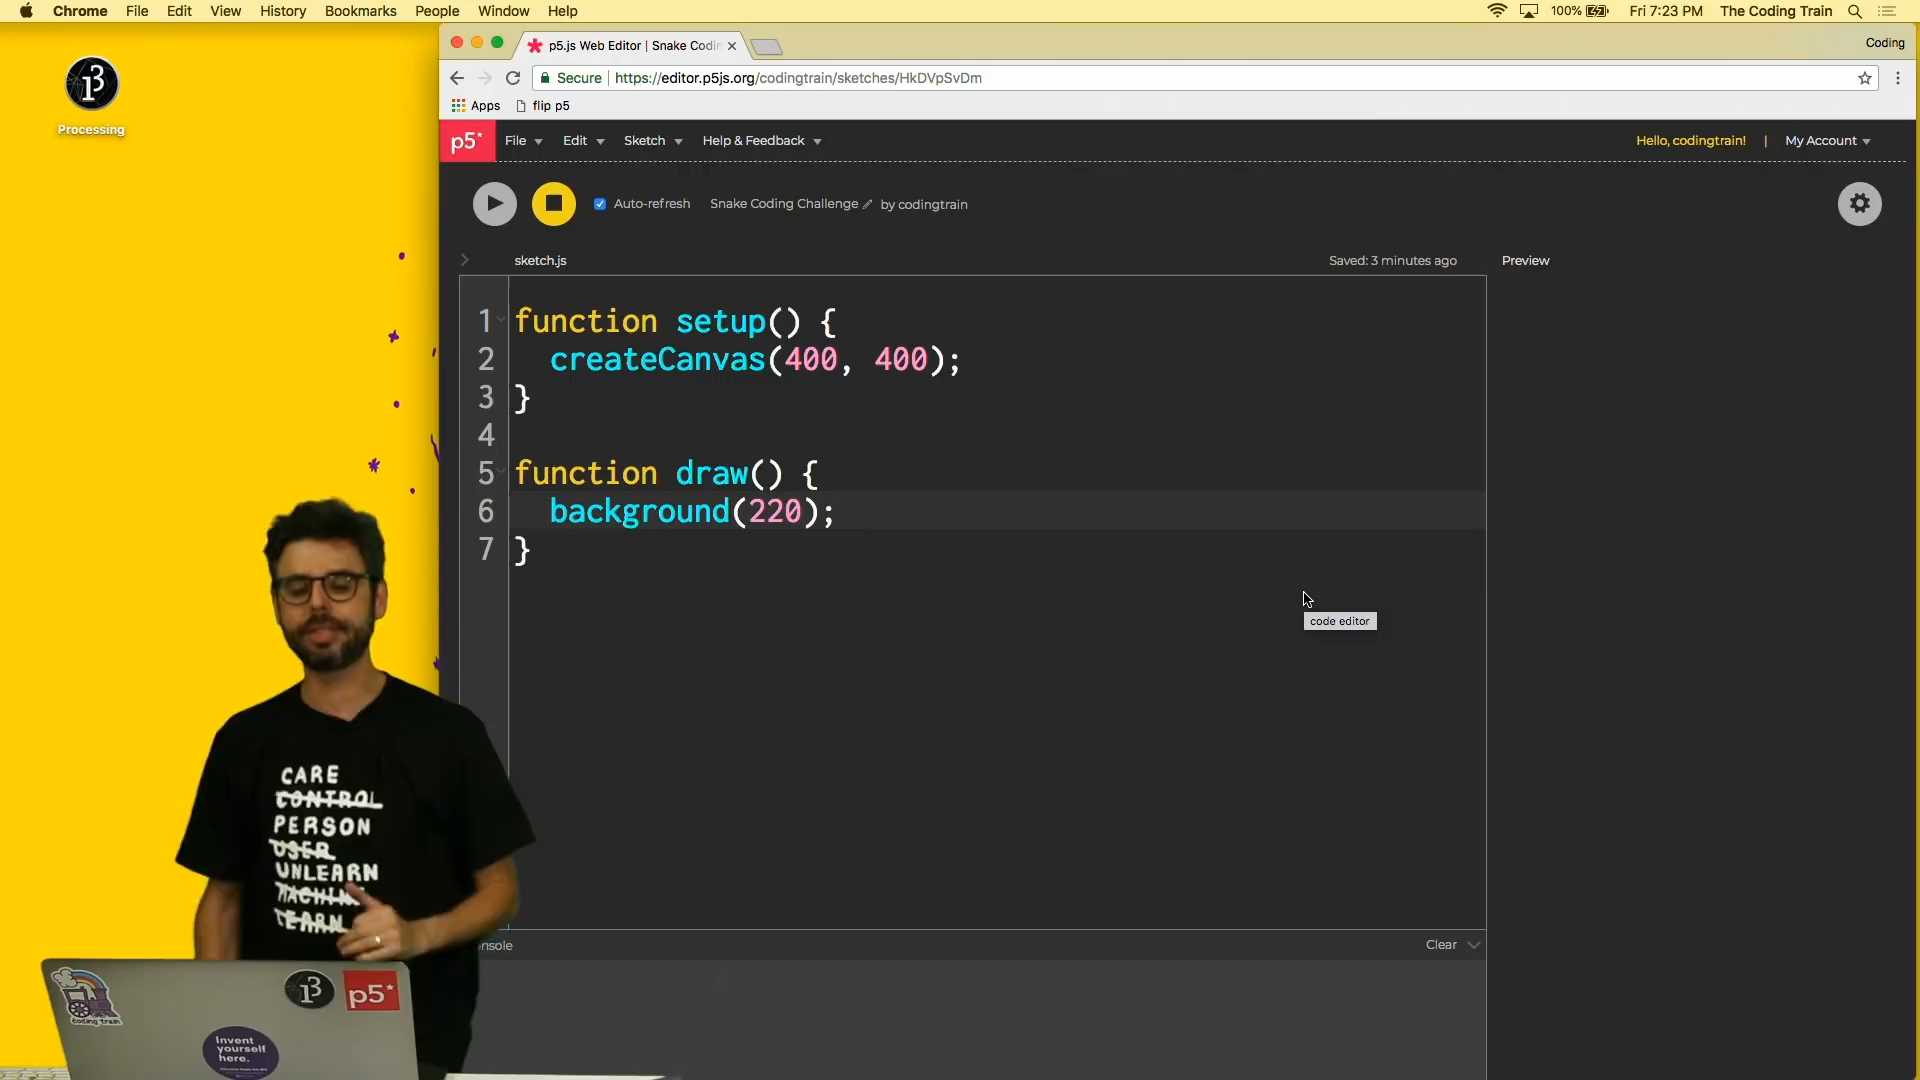 Chrome File Edit View History Bookmarks People Window Help
100% Fri 7:23 PM The Coding Train
Processing
p5.js Web Editor | Snake Codin
Coding
Secure | https://editor.p5js.org/codingtrain/sketches/HkDVpSvDm
Apps flip p5
p5* File Edit Sketch Help & Feedback
Hello, codingtrain! | My Account
Auto-refresh Snake Coding Challenge by codingtrain
sketch.js
Saved: 3 minutes ago
Preview
1 function setup() {
2 createCanvas(400, 400);
3 }
4
5 function draw() {
6 background(220);
7 }
code editor
nsole
Clear
CARE
CONTROL
PERSON
USER
UNLEARN
MACHINE
LEARN
coding train
p5*
Invent
yourself
here.